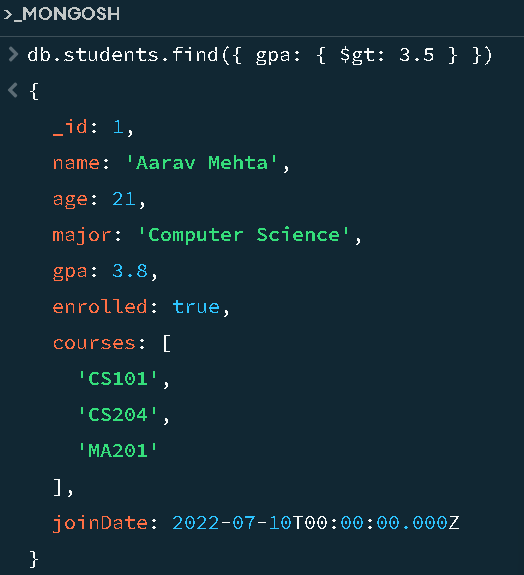 >_MONGOSH
> db.students.find({ gpa: { $gt: 3.5 } })
< {
_id: 1,
name: 'Aarav Mehta',
age: 21,
major: 'Computer Science',
gpa: 3.8,
enrolled: true,
courses: [
'CS101',
'CS204',
'MA201'
],
joinDate: 2022-07-10T00:00:00.000Z
}